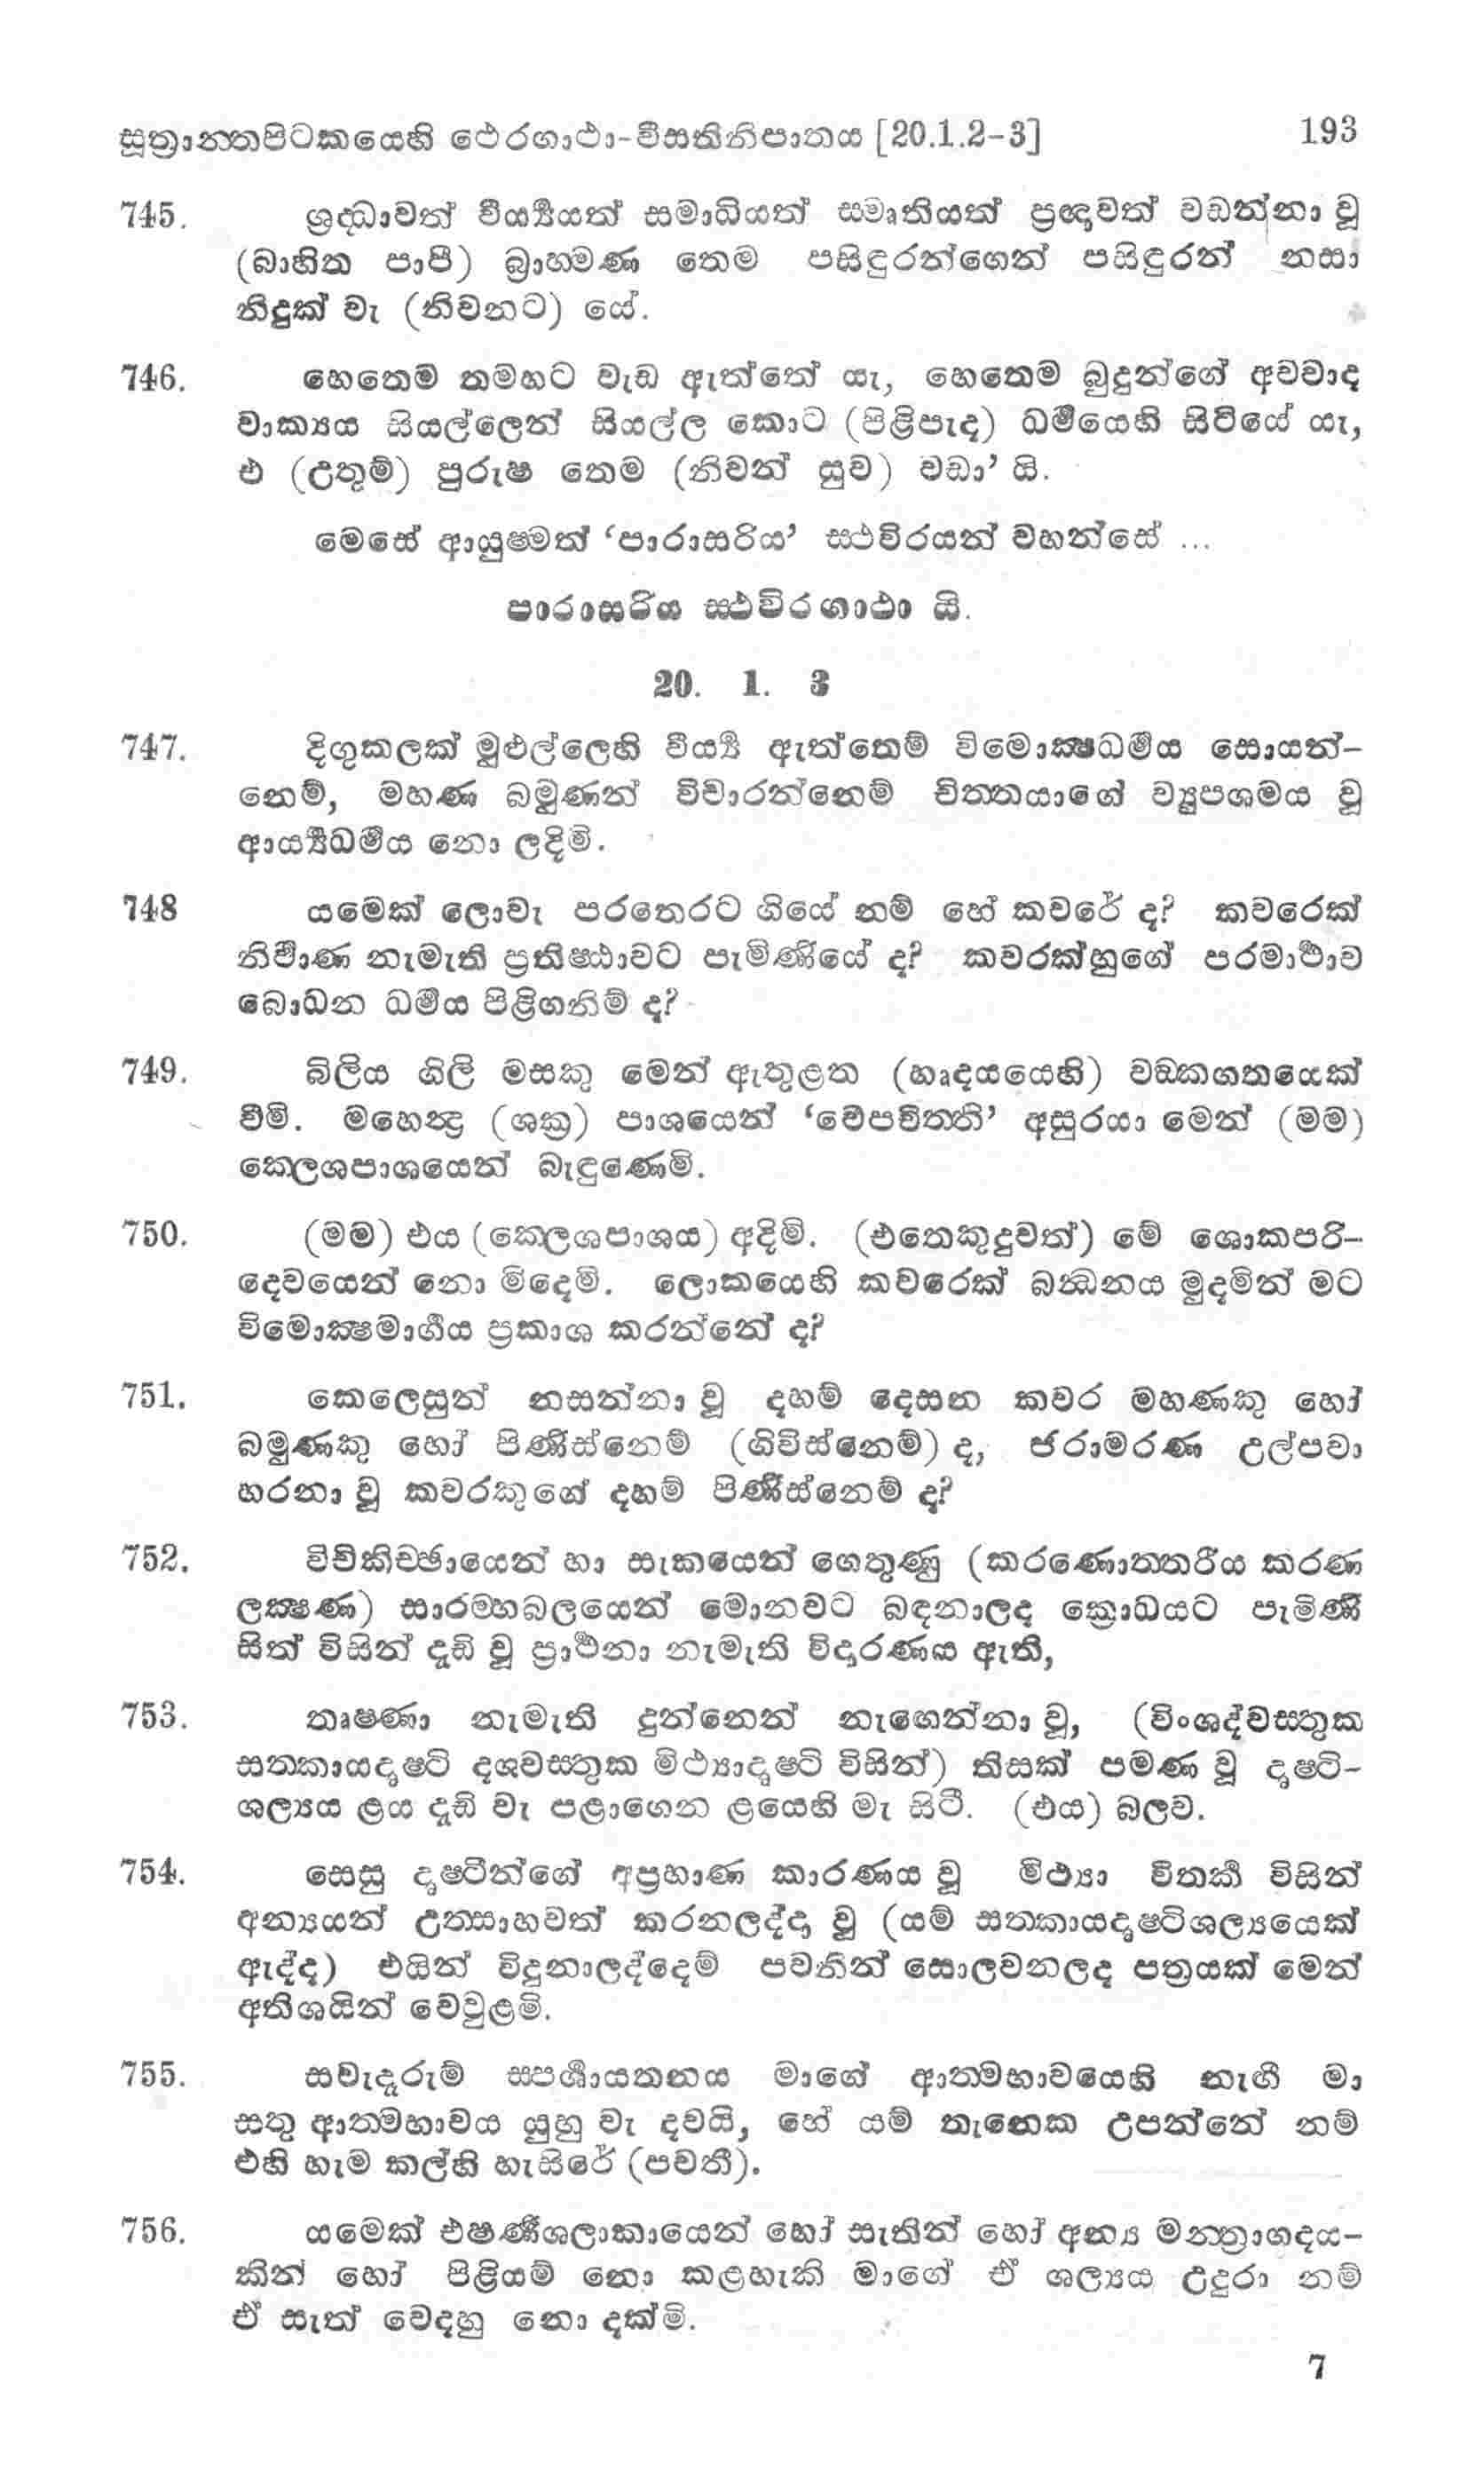 සූත්‍රාන්තපිටකයෙහි ථෙරගාථා-වීසතිනිපාතය [20.1.2-3] 193
745. ශ්‍රද්ධාවත් වීර්‍ය්‍යයත් සමාධියත් සමෘතියත් ප්‍රඥාවත් වඩන්නා වූ
(බාහිත පාපී) බ්‍රාහ්මණ තෙම පසිඳුරන්ගෙන් පසිඳුරන් නසා
නිදුක් වැ (නිවනට) යේ.
746. හෙතෙම තමහට වැඩ ඇත්තේ යැ, හෙතෙම බුදුන්ගේ අවවාද
වාක්‍යය සියල්ලෙන් සියල්ල කොට (පිළිපැද) ධර්‍මයෙහි සිටියේ යැ,
එ (උතුම්) පුරුෂ තෙම (නිවන් සුව) වඩා’ යි.
මෙසේ ආයුෂ්මත් ‘පාරාසරිය’ ස්ථවිරයන් වහන්සේ ...
පාරාසරිය ස්ථවිරගාථා යි.
20. 1. 3
747. දිගුකලක් මුළුල්ලෙහි වීර්‍ය්‍ය ඇත්තෙම් විමොක්‍ෂධර්‍මය සොයන්-
නෙම්, මහණ බමුණන් විචාරන්නෙම් චිත්තයාගේ ව්‍යුපශමය වූ
ආර්‍ය්‍යධර්‍මය නො ලදිමි.
748 යමෙක් ලොවැ පරතෙරට ගියේ නම් හේ කවරේ ද? කවරෙක්
නිර්‍වාණ නැමැති ප්‍රතිෂ්ඨාවට පැමිණියේ ද? කවරක්හුගේ පරමාර්‍ථාව
බොධන ධර්‍මය පිළිගනිම් ද?
749. බිලිය ගිලි මසකු මෙන් ඇතුළත (හෘදයයෙහි) වඞ්කගතයෙක්
වීමි. මහෙන්ද්‍ර (ශක්‍ර) පාශයෙන් ‘වෙපචිත්ති’ අසුරයා මෙන් (මම)
ක්ලෙශපාශයෙන් බැඳුණෙමි.
750. (මම) එය (ක්ලෙශපාශය) අදිමි. (එතෙකුදුවත්) මේ ශොකපරි-
දෙවයෙන් නො මිදෙමි. ලොකයෙහි කවරෙක් බන්ධනය මුදමින් මට
විමොක්‍ෂමාර්‍ගය ප්‍රකාශ කරන්නේ ද?
751. කෙලෙසුන් නසන්නා වූ දහම් දෙසන කවර මහණකු හෝ
බමුණකු හෝ පිණිස්නෙම් (ගිවිස්නෙම්) ද, ජරාමරණ උල්පවා
හරනා වූ කවරකුගේ දහම් පිණිස්නෙම් ද?
752. විචිකිච්ඡායෙන් හා සැකයෙන් ගෙතුණු (කරණොත්තරීය කරණ
ලක්‍ෂණ) සාරම්භබලයෙන් මොනවට බඳනාලද ක්‍රොධයට පැමිණි
සිත් විසින් දැඩි වූ ප්‍රාර්‍ථනා නැමැති විදාරණය ඇති,
753. තෘෂ්ණා නැමැති දුන්නෙන් නැඟෙන්නා වූ, (විංශද්වස්තුක
සත්කායදෘෂ්ටි දශවස්තුක මිථ්‍යාදෘෂ්ටි විසින්) තිසක් පමණ වූ දෘෂ්ටි-
ශල්‍යය ළය දැඩි වැ පළාගෙන ළයෙහි මැ සිටී. (එය) බලව.
754. සෙසු දෘෂ්ටීන්ගේ අප්‍රහාණ කාරණය වූ මිථ්‍යා විතර්‍ක විසින්
අන්‍යයන් උත්සාහවත් කරනලද්දා වූ (යම් සත්කායදෘෂ්ටිශල්‍යයෙක්
ඇද්ද) එයින් විදුනාලද්දෙම් පවනින් සොලවනලද පත්‍රයක් මෙන්
අතිශයින් වෙවුළමි.
755. සවැදෑරුම් ස්පර්‍ශායතනය මාගේ ආත්මභාවයෙහි නැඟී මා
සතු ආත්මභාවය යුහු වැ දවයි, හේ යම් තැනෙක උපන්නේ නම්
එහි හැම කල්හි හැසිරේ (පවතී).
756. යමෙක් එෂණීශලාකායෙන් හෝ සැතින් හෝ අන්‍ය මන්ත්‍රාගදය-
කින් හෝ පිළියම් නො කළහැකි මාගේ ඒ ශල්‍යය උදුරා නම්
ඒ සැත් වෙදහු නො දක්මි.
7